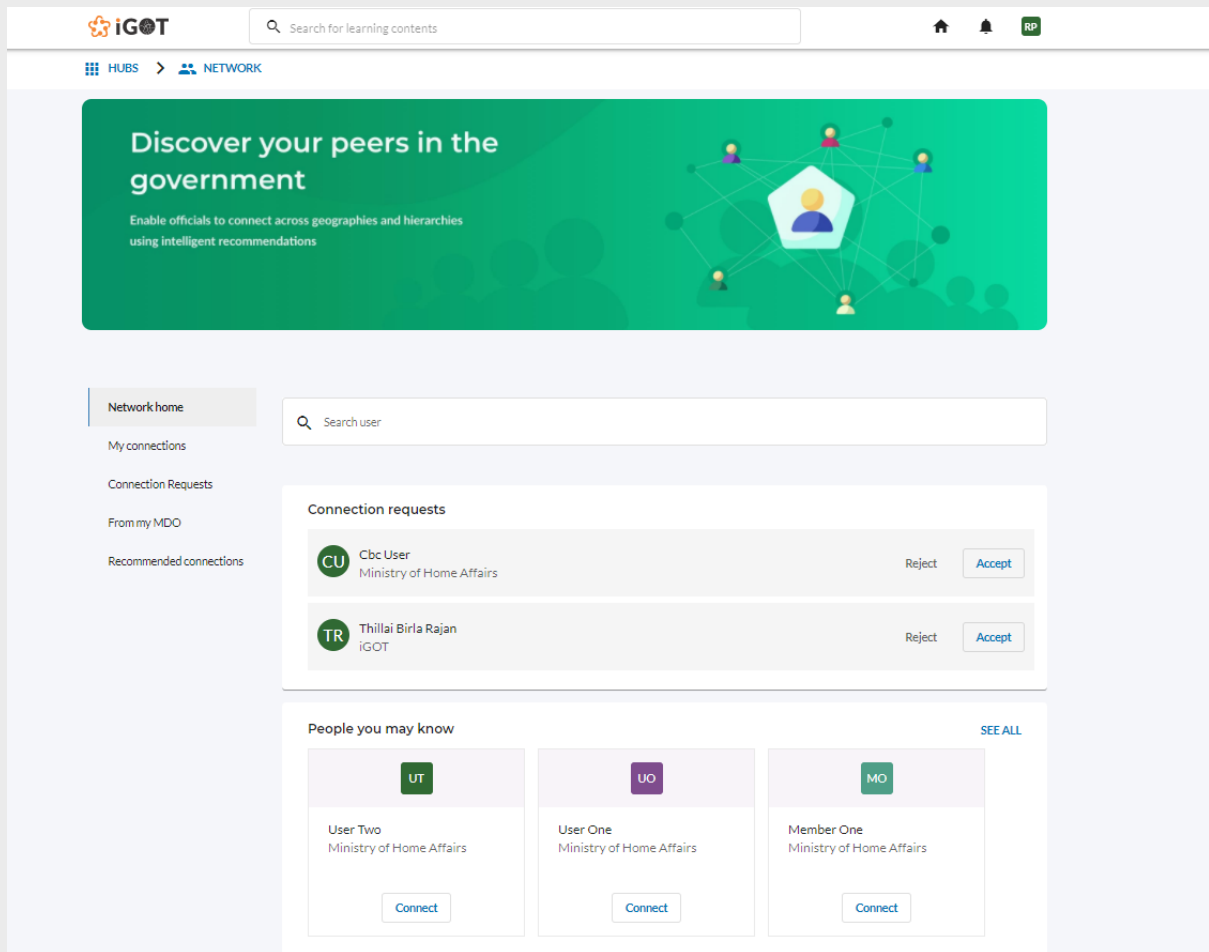 iGOT
Search for learning contents
RP
HUBS
NETWORK
Discover your peers in the
government
Enable officials to connect across geographies and hierarchies
using intelligent recommendations
Network home
My connections
Connection Requests
From my MDO
Recommended connections
Search user
Connection requests
CU
Cbc User
Ministry of Home Affairs
Reject
Accept
TR
Thillai Birla Rajan
iGOT
Reject
Accept
People you may know
SEE ALL
UT
User Two
Ministry of Home Affairs
Connect
UO
User One
Ministry of Home Affairs
Connect
MO
Member One
Ministry of Home Affairs
Connect